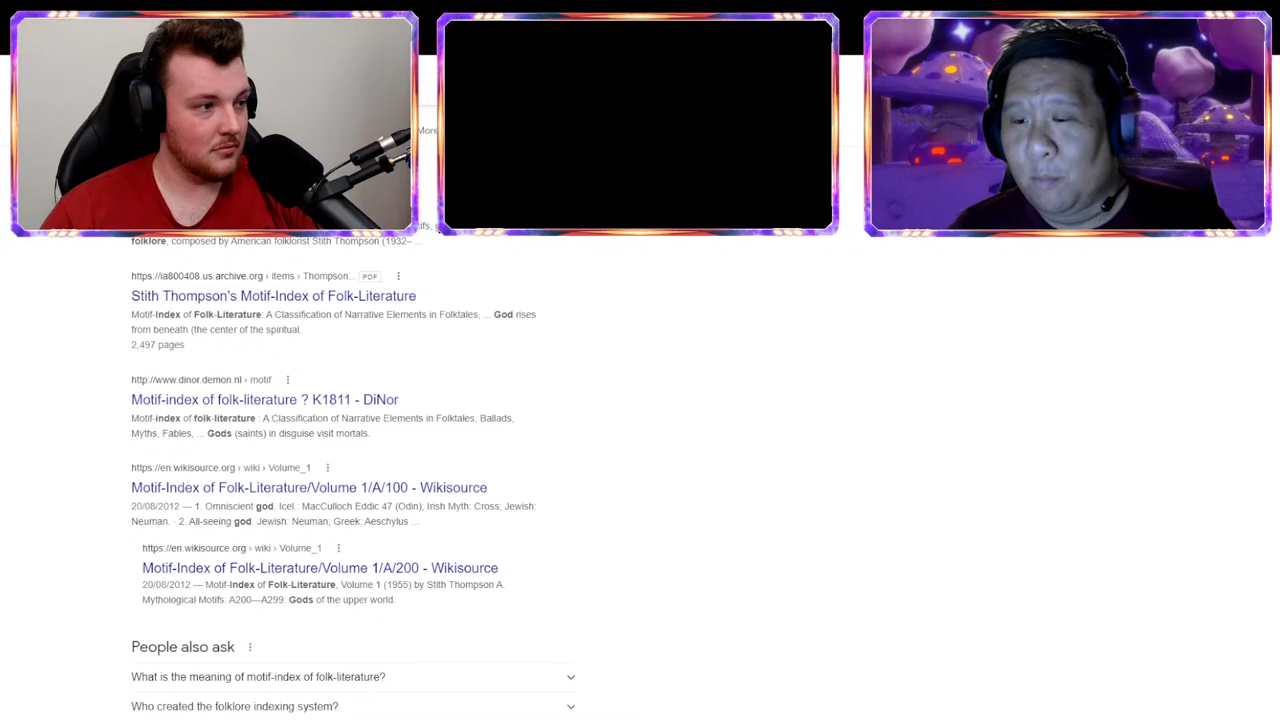 More
folklore, composed by American folklorist Stith Thompson (1932– ...
https://ia800408.us.archive.org › items › Thompson... PDF
Stith Thompson's Motif-Index of Folk-Literature
Motif-Index of Folk-Literature: A Classification of Narrative Elements in Folktales, ... God rises
from beneath (the center of the spiritual.
2,497 pages
http://www.dinor.demon.nl › motif
Motif-index of folk-literature ? K1811 - DiNor
Motif-index of folk-literature : A Classification of Narrative Elements in Folktales, Ballads,
Myths, Fables, ... Gods (saints) in disguise visit mortals.
https://en.wikisource.org › wiki › Volume_1
Motif-Index of Folk-Literature/Volume 1/A/100 - Wikisource
20/08/2012 — 1. Omniscient god. Icel.: MacCulloch Eddic 47 (Odin); Irish Myth: Cross; Jewish:
Neuman. · 2. All-seeing god. Jewish: Neuman; Greek: Aeschylus ...
https://en.wikisource.org › wiki › Volume_1
Motif-Index of Folk-Literature/Volume 1/A/200 - Wikisource
20/08/2012 — Motif-Index of Folk-Literature, Volume 1 (1955) by Stith Thompson A.
Mythological Motifs: A200—A299. Gods of the upper world.
People also ask
What is the meaning of motif-index of folk-literature?
Who created the folklore indexing system?